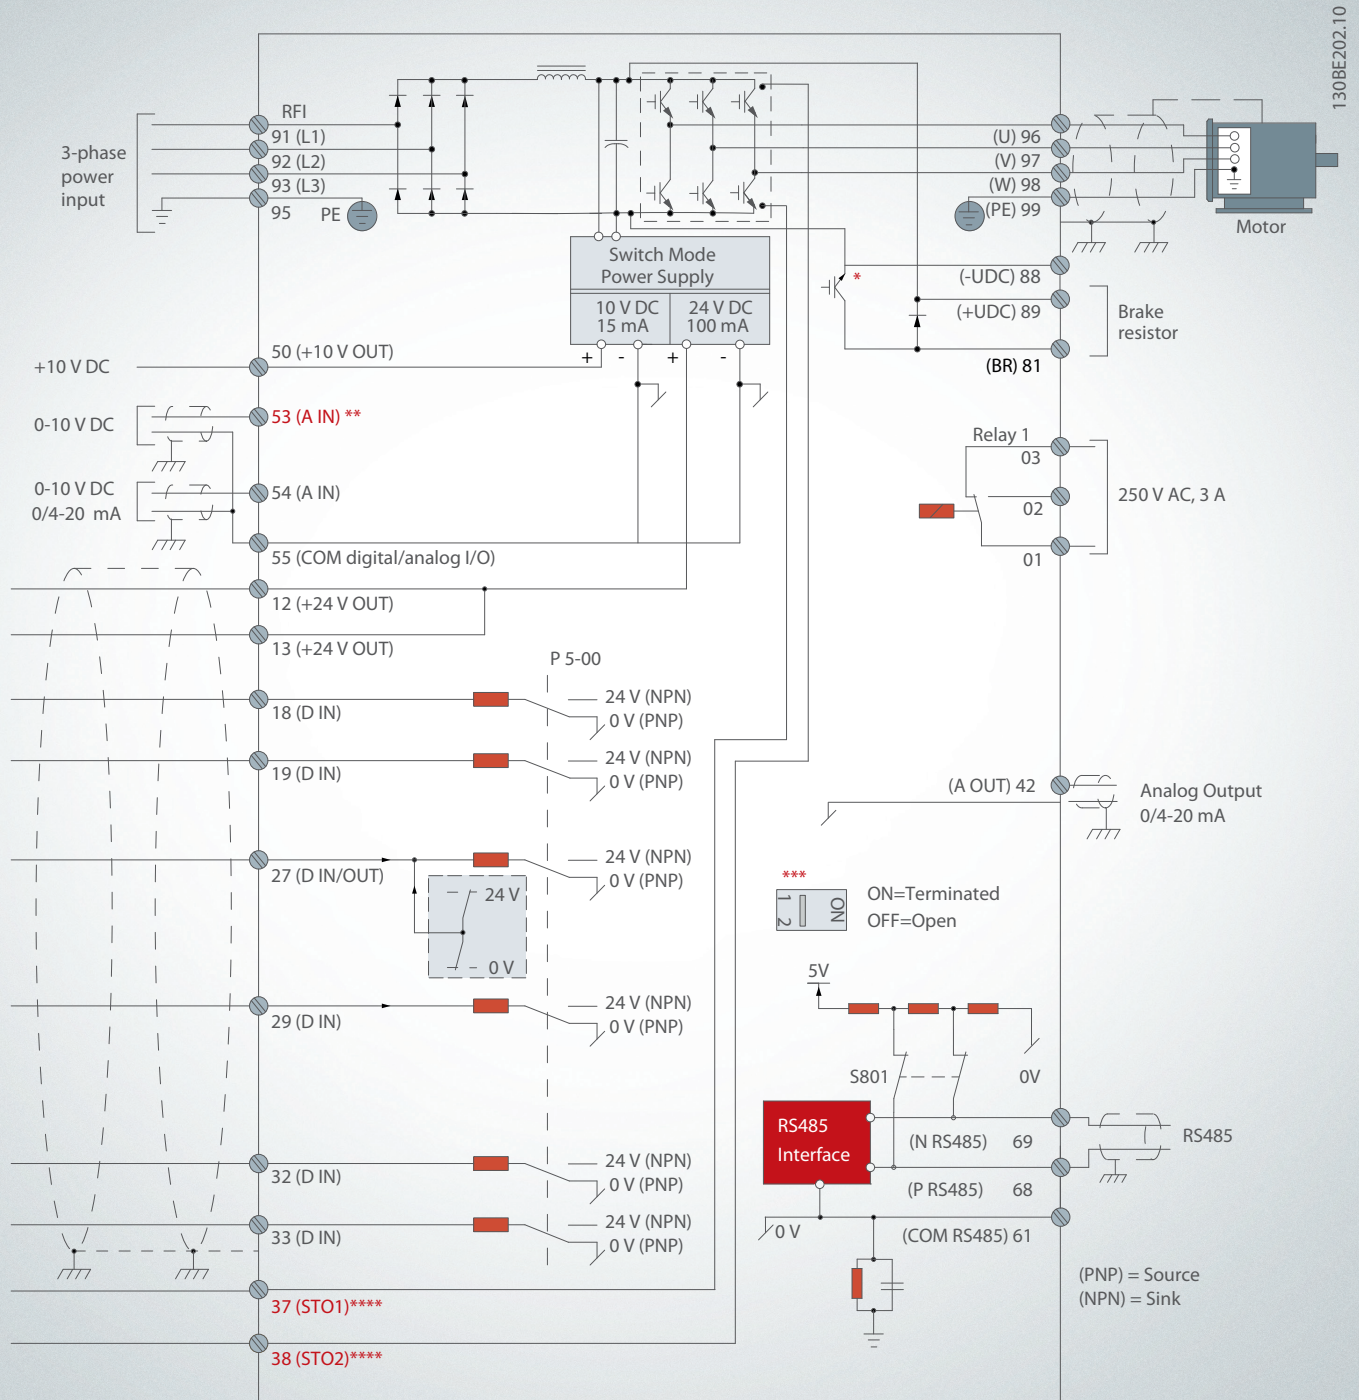 130BE202.10
RFI
91 (L1)
92 (L2)
93 (L3)
95
PE
3-phase
power
input
(U) 96
(V) 97
(W) 98
(PE) 99
Motor
Switch Mode
Power Supply
10 V DC
15 mA
24 V DC
100 mA
+
-
+
-
*
(-UDC) 88
(+UDC) 89
(BR) 81
Brake
resistor
+10 V DC
50 (+10 V OUT)
0-10 V DC
53 (A IN) **
0-10 V DC
0/4-20 mA
54 (A IN)
55 (COM digital/analog I/O)
12 (+24 V OUT)
13 (+24 V OUT)
Relay 1
03
02
01
250 V AC, 3 A
P 5-00
18 (D IN)
24 V (NPN)
0 V (PNP)
19 (D IN)
24 V (NPN)
0 V (PNP)
27 (D IN/OUT)
24 V (NPN)
0 V (PNP)
24 V
0 V
29 (D IN)
24 V (NPN)
0 V (PNP)
32 (D IN)
24 V (NPN)
0 V (PNP)
33 (D IN)
24 V (NPN)
0 V (PNP)
37 (STO1)****
38 (STO2)****
(A OUT) 42
Analog Output
0/4-20 mA
***
1
2
ON
ON=Terminated
OFF=Open
5V
S801
0V
RS485
Interface
(N RS485) 69
(P RS485) 68
RS485
0 V
(COM RS485) 61
(PNP) = Source
(NPN) = Sink